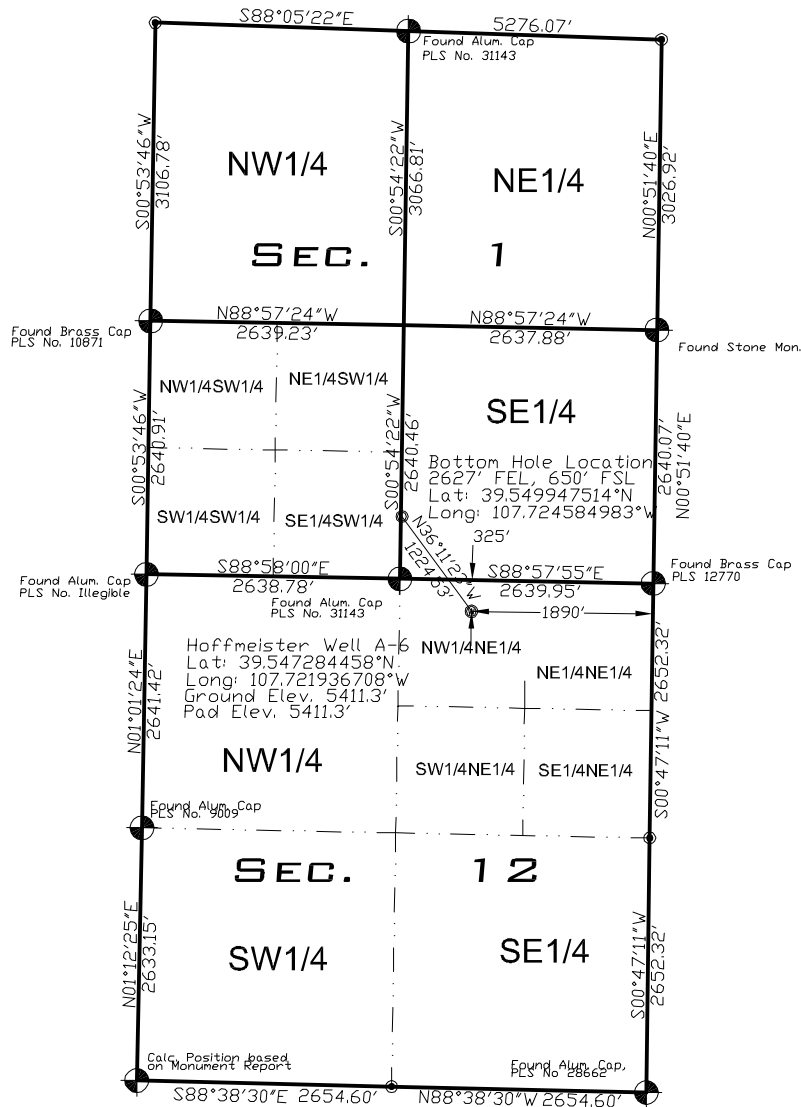 S88°05'22"E
5276.07'
Found Alum. Cap
PLS No. 31143
S00°53'46"W
3106.78'
NW1/4
S00°54'22"W
3066.81'
NE1/4
N00°51'40"E
3026.92'
SEC. 1
Found Brass Cap
PLS No. 10871
N88°57'24"W
2639.23'
N88°57'24"W
2637.88'
Found Stone Mon.
NW1/4SW1/4
NE1/4SW1/4
SE1/4
S00°53'46"W
2640.91'
S00°54'22"W
2640.46'
2640.07'
N00°51'40"E
Bottom Hole Location
2627' FEL, 650' FSL
Lat: 39.549947514°N
Long: 107.724584983°W
SW1/4SW1/4
SE1/4SW1/4
N36°11'23"W
1224.63'
325'
Found Alum. Cap
PLS No. Illegible
S88°58'00"E
2638.78'
S88°57'55"E
2639.95'
Found Brass Cap
PLS 12770
Found Alum. Cap
PLS No. 31143
1890'
Hoffmeister Well A-6
Lat: 39.547284458°N
Long: 107.721936708°W
Ground Elev. 5411.3'
Pad Elev. 5411.3'
NW1/4NE1/4
NE1/4NE1/4
N01°01'24"E
2641.42'
S00°47'11"W 2652.32'
NW1/4
SW1/4NE1/4
SE1/4NE1/4
Found Alum. Cap
PLS No. 9009
SEC. 12
N01°12'25"E
2633.15'
SW1/4
SE1/4
S00°47'11"W
2652.32'
Calc. Position based
on Monument Report
Found Alum. Cap,
PLS No 28662
S88°38'30"E 2654.60'
N88°38'30"W 2654.60'